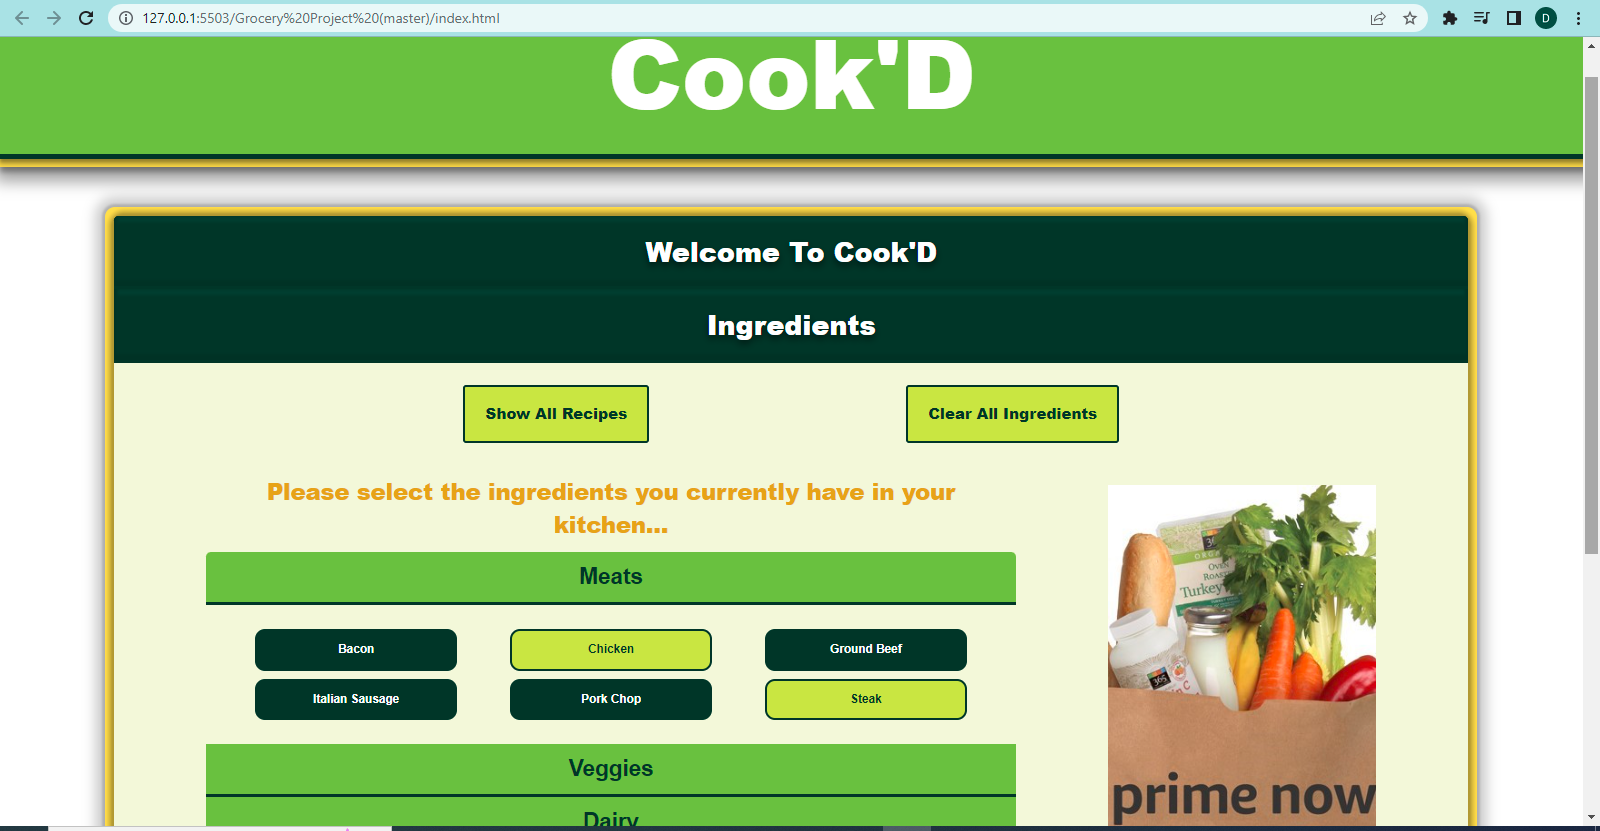 127.0.0.1:5503/Grocery%20Project%20(master)/index.html
D
Cook'D
Welcome To Cook'D
Ingredients
Show All Recipes
Clear All Ingredients
Please select the ingredients you currently have in your
kitchen...
Meats
Bacon
Chicken
Ground Beef
Italian Sausage
Pork Chop
Steak
Veggies
Dairy
365
ORGANIC
OVEN
Turkey
365
prime now